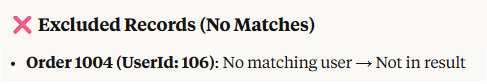 ❌ Excluded Records (No Matches)
• Order 1004 (UserId: 106): No matching user → Not in result